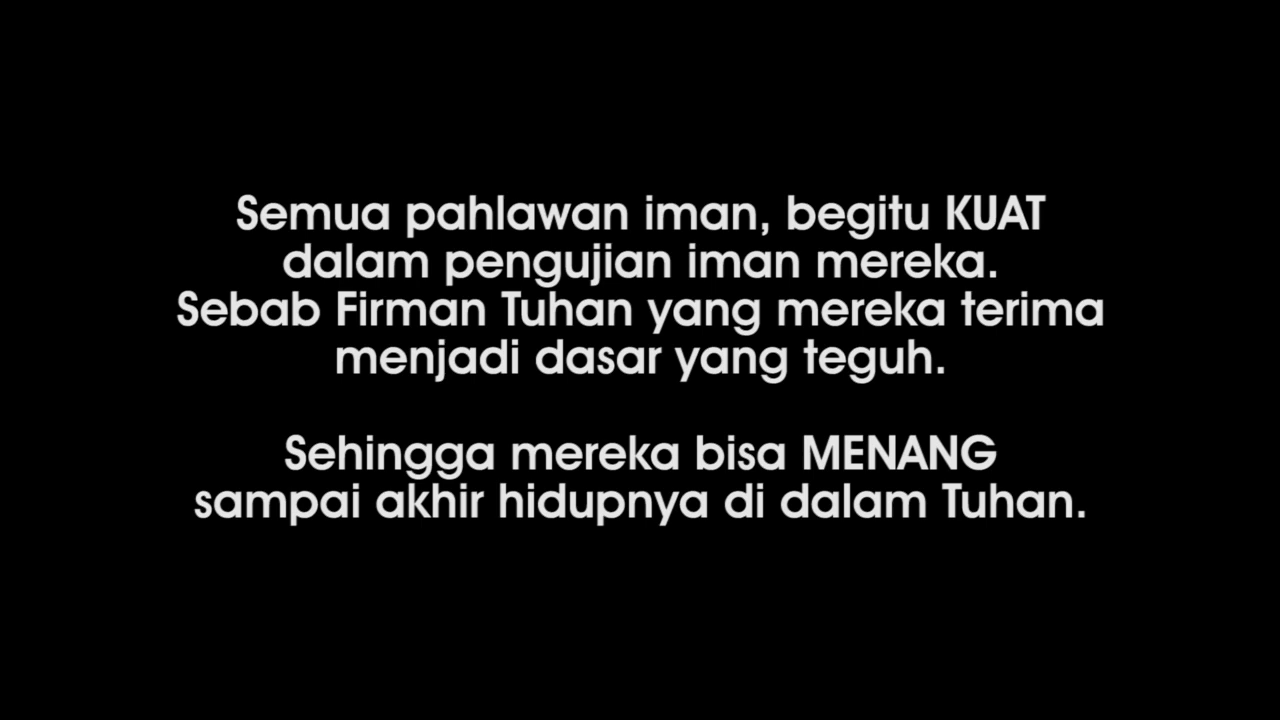 Semua pahlawan iman, begitu KUAT
dalam pengujian iman mereka.
Sebab Firman Tuhan yang mereka terima
menjadi dasar yang teguh.
Sehingga mereka bisa MENANG
sampai akhir hidupnya di dalam Tuhan.